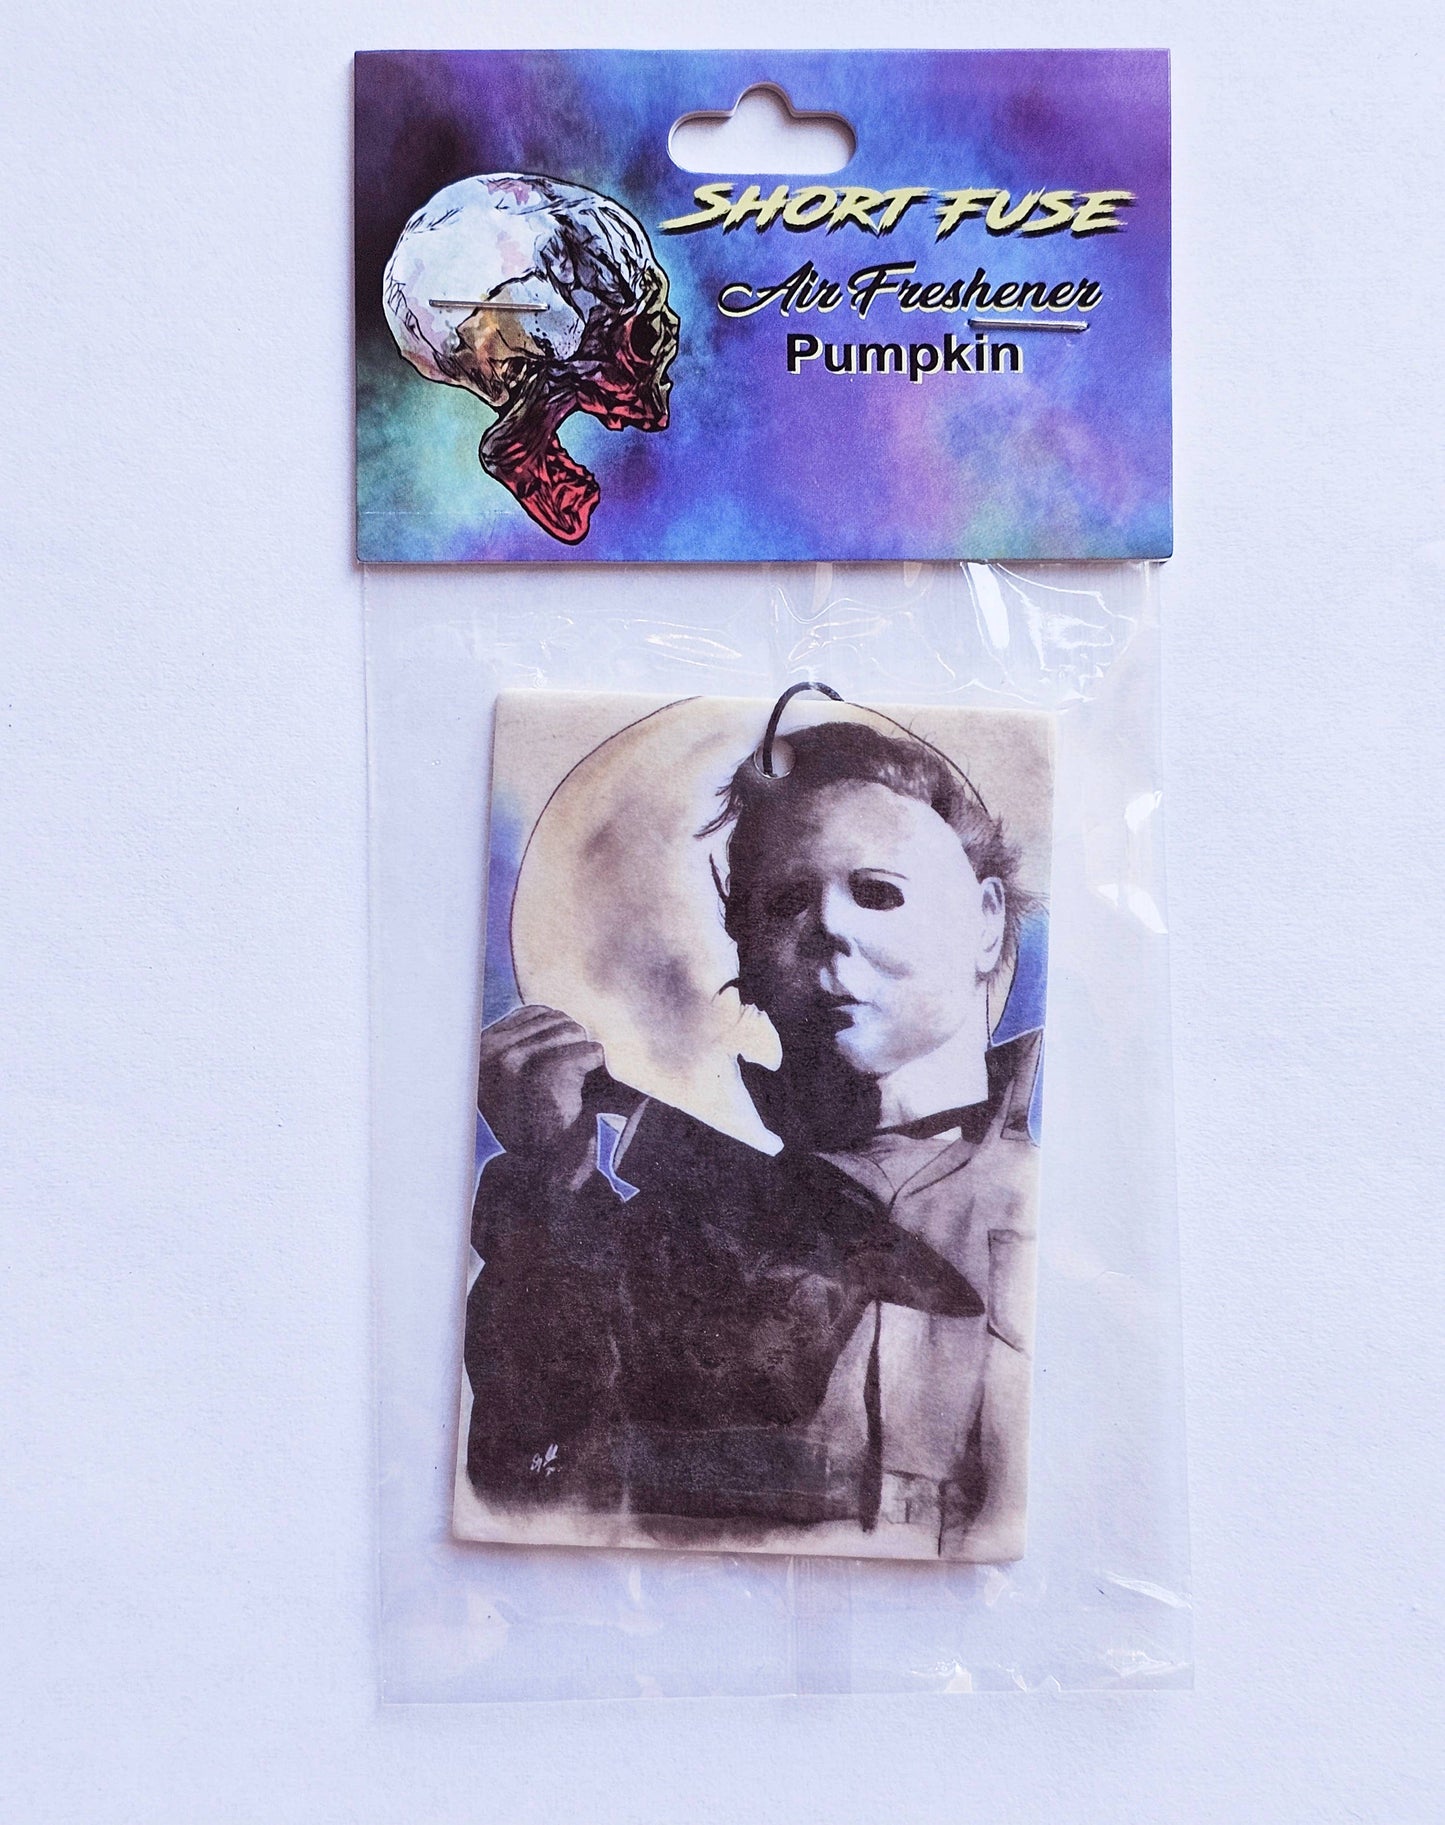 SHORT FUSE
Air Freshener
Pumpkin